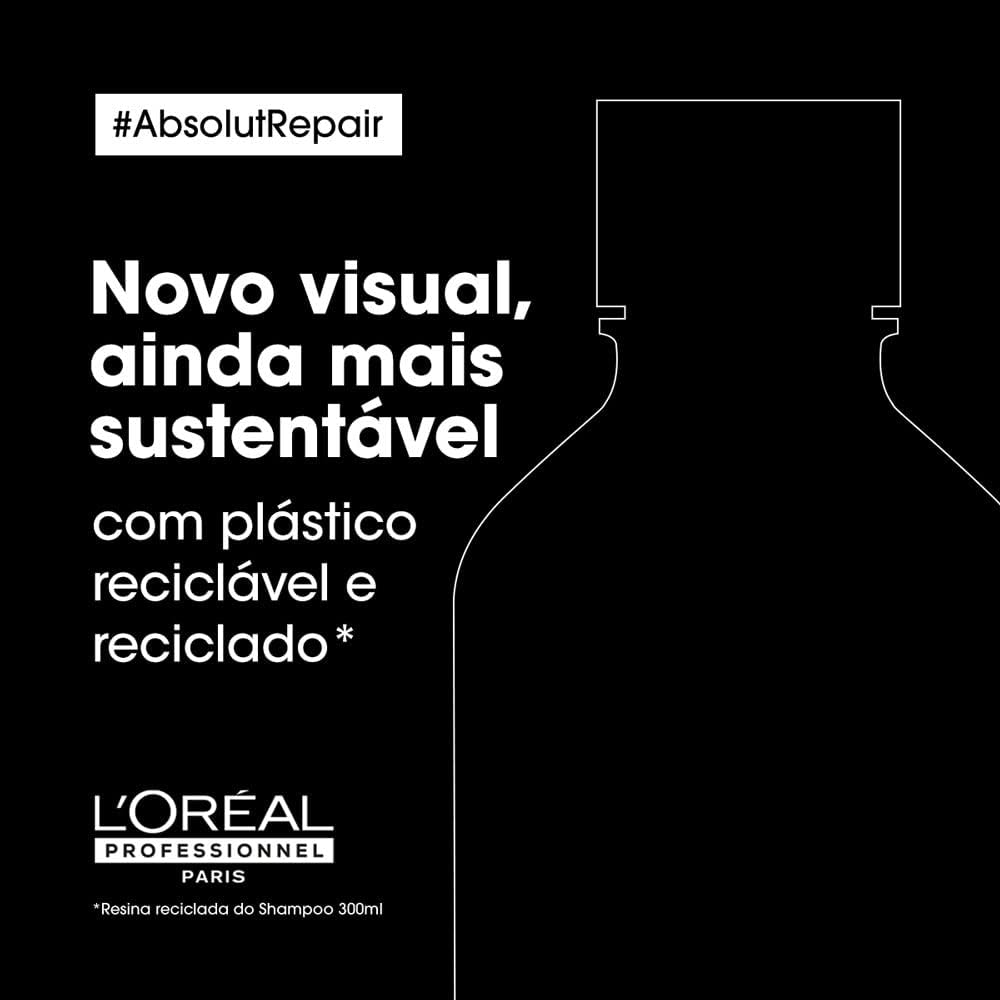 #AbsolutRepair
Novo visual,
ainda mais
sustentável
com plástico
reciclável e
reciclado*
L'ORÉAL
PROFESSIONNEL
PARIS
*Resina reciclada do Shampoo 300ml